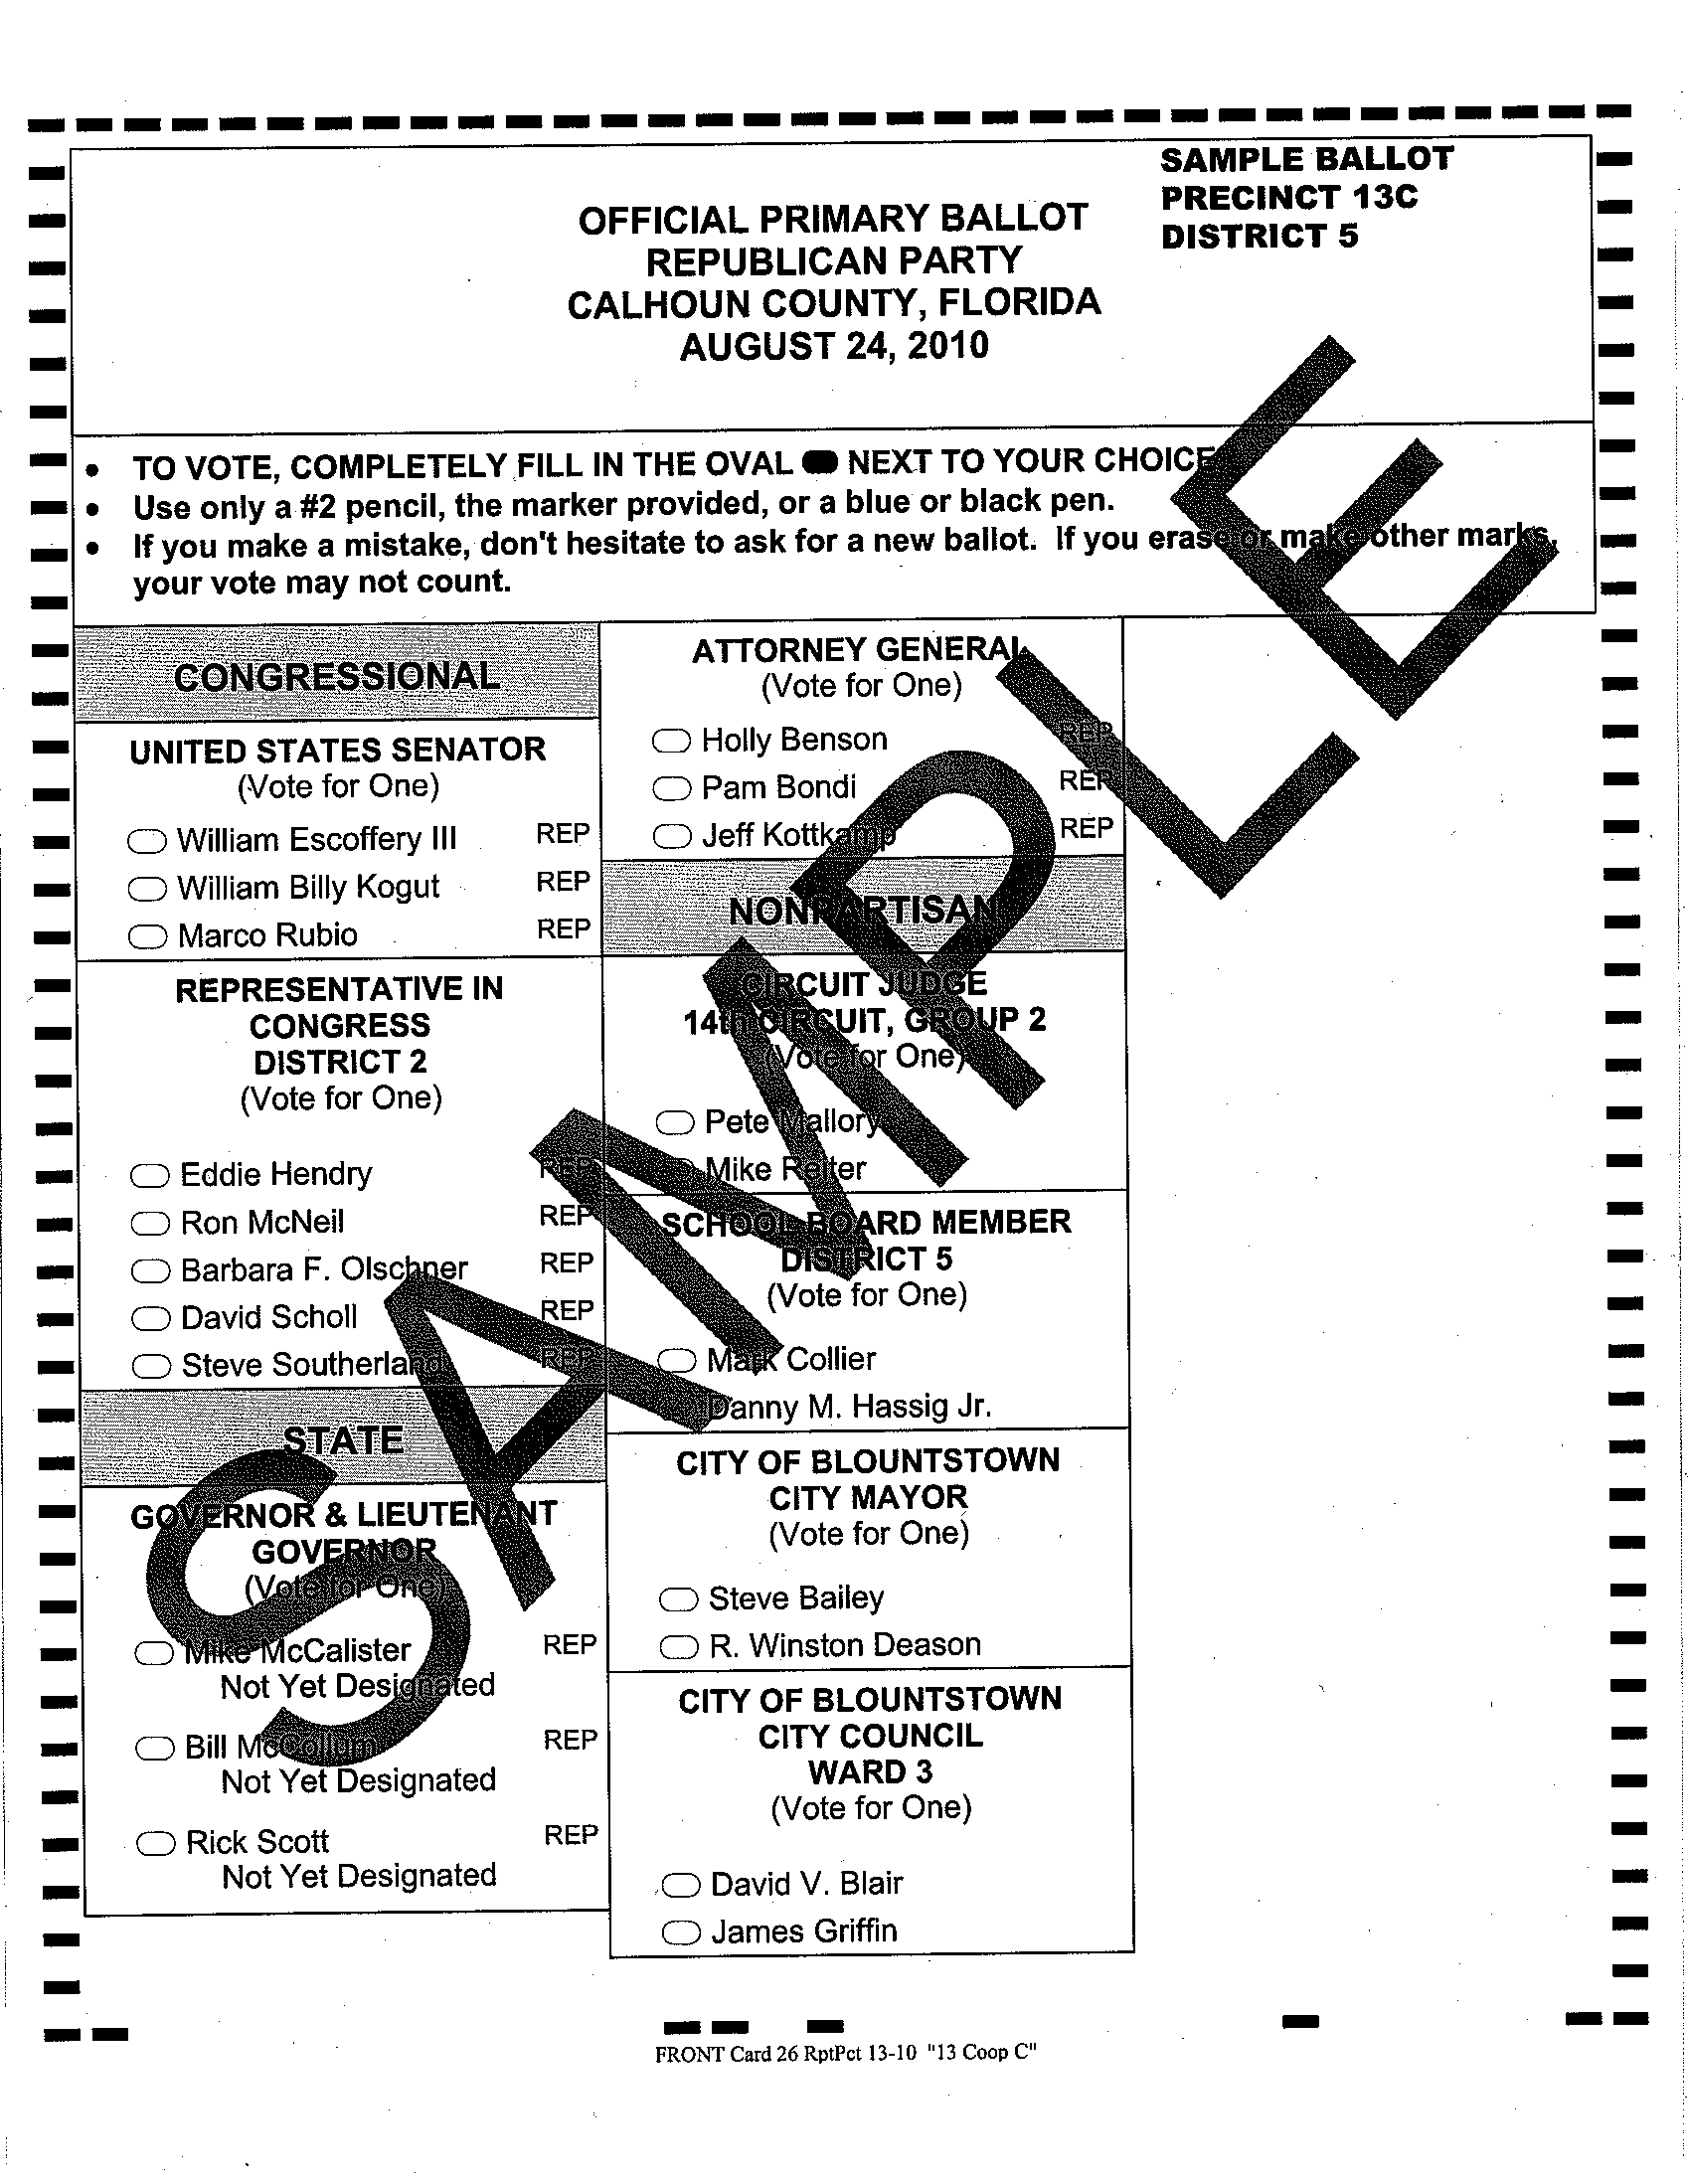 SAMPLE BALLOT
PRECINCT 13C
DISTRICT 5
OFFICIAL PRIMARY BALLOT
REPUBLICAN PARTY
CALHOUN COUNTY, FLORIDA
AUGUST 24, 2010
• TO VOTE, COMPLETELY FILL IN THE OVAL NEXT TO YOUR CHOICE
• Use only a #2 pencil, the marker provided, or a blue or black pen.
• If you make a mistake, don't hesitate to ask for a new ballot. If you erase or make other marks,
your vote may not count.
CONGRESSIONAL
UNITED STATES SENATOR
(Vote for One)
William Escoffery III REP
William Billy Kogut REP
Marco Rubio REP
REPRESENTATIVE IN
CONGRESS
DISTRICT 2
(Vote for One)
Eddie Hendry REP
Ron McNeil REP
Barbara F. Olschner REP
David Scholl REP
Steve Southerland REP
STATE
GOVERNOR & LIEUTENANT
GOVERNOR
(Vote for One)
Mike McCalister REP
Not Yet Designated
Bill McCollum REP
Not Yet Designated
Rick Scott REP
Not Yet Designated
ATTORNEY GENERAL
(Vote for One)
Holly Benson REP
Pam Bondi REP
Jeff Kottkamp REP
NONPARTISAN
CIRCUIT JUDGE
14th CIRCUIT, GROUP 2
(Vote for One)
Pete Mallory
Mike Reiter
SCHOOL BOARD MEMBER
DISTRICT 5
(Vote for One)
Mark Collier
Danny M. Hassig Jr.
CITY OF BLOUNTSTOWN
CITY MAYOR
(Vote for One)
Steve Bailey
R. Winston Deason
CITY OF BLOUNTSTOWN
CITY COUNCIL
WARD 3
(Vote for One)
David V. Blair
James Griffin
SAMPLE
FRONT Card 26 RptPct 13-10 "13 Coop C"